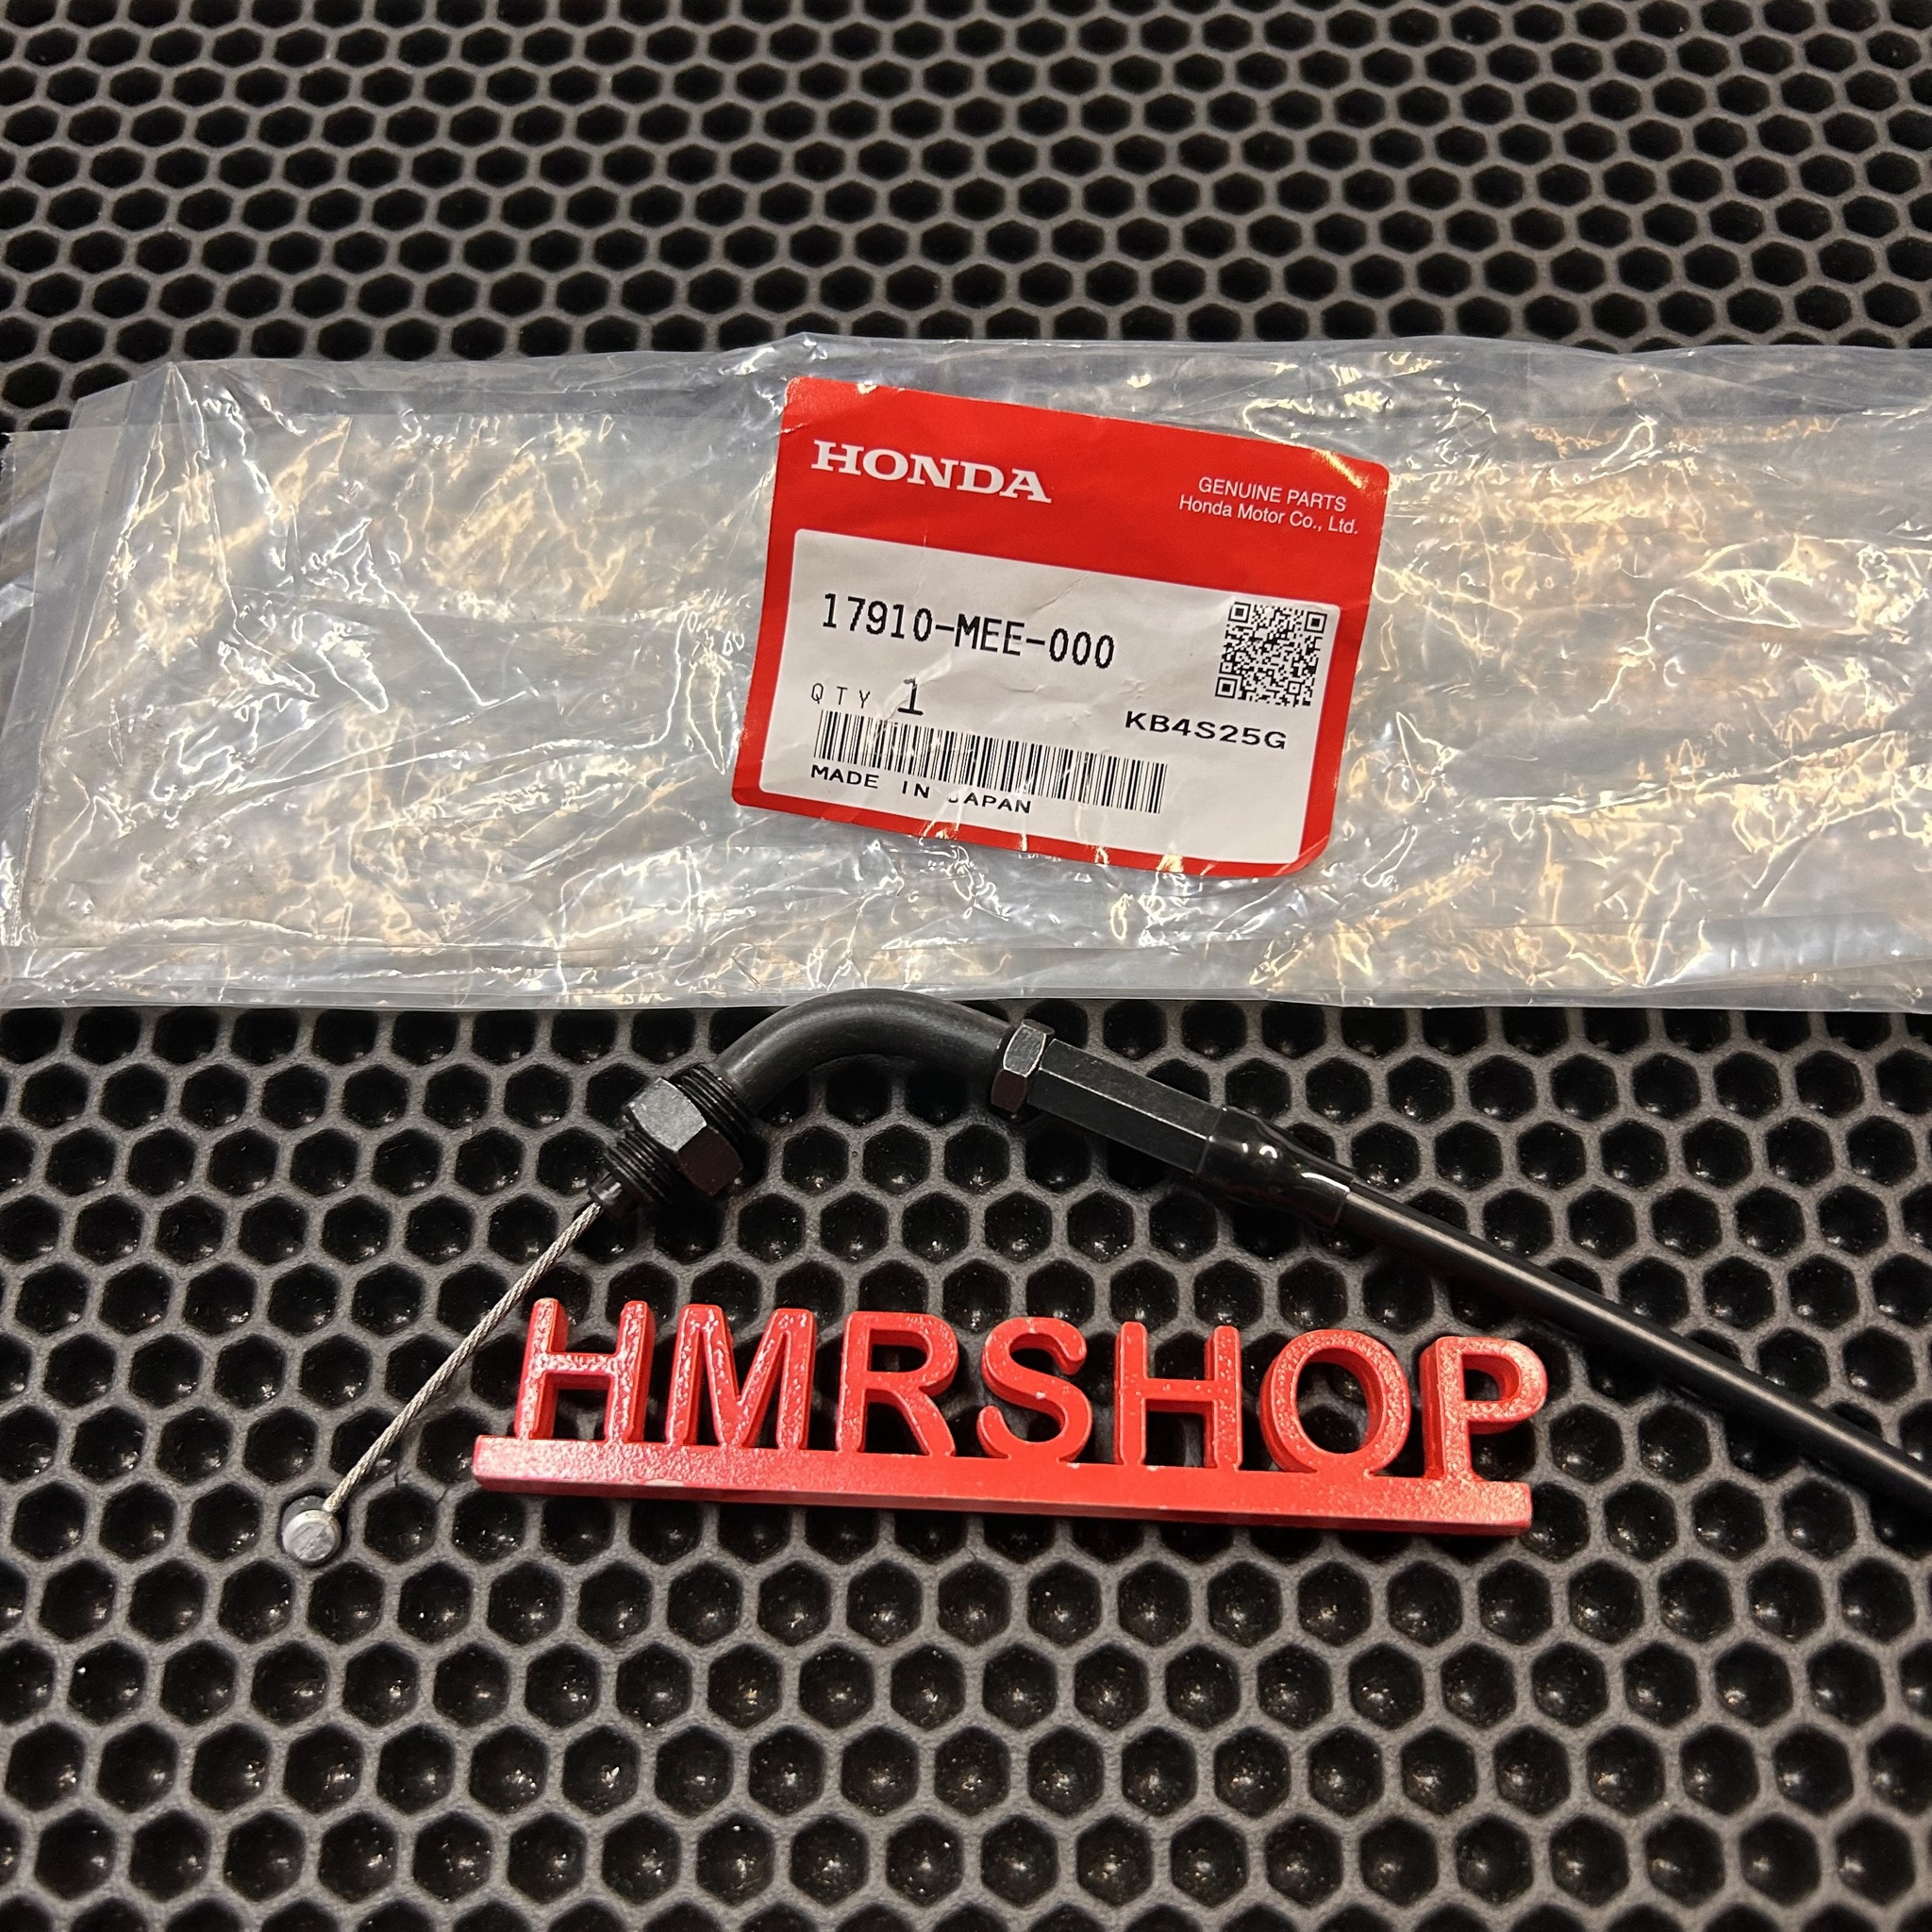 HONDA
GENUINE PARTS
Honda Motor Co., Ltd.
17910-MEE-000
QTY 1
KB4S25G
MADE IN JAPAN
HMRSHOP